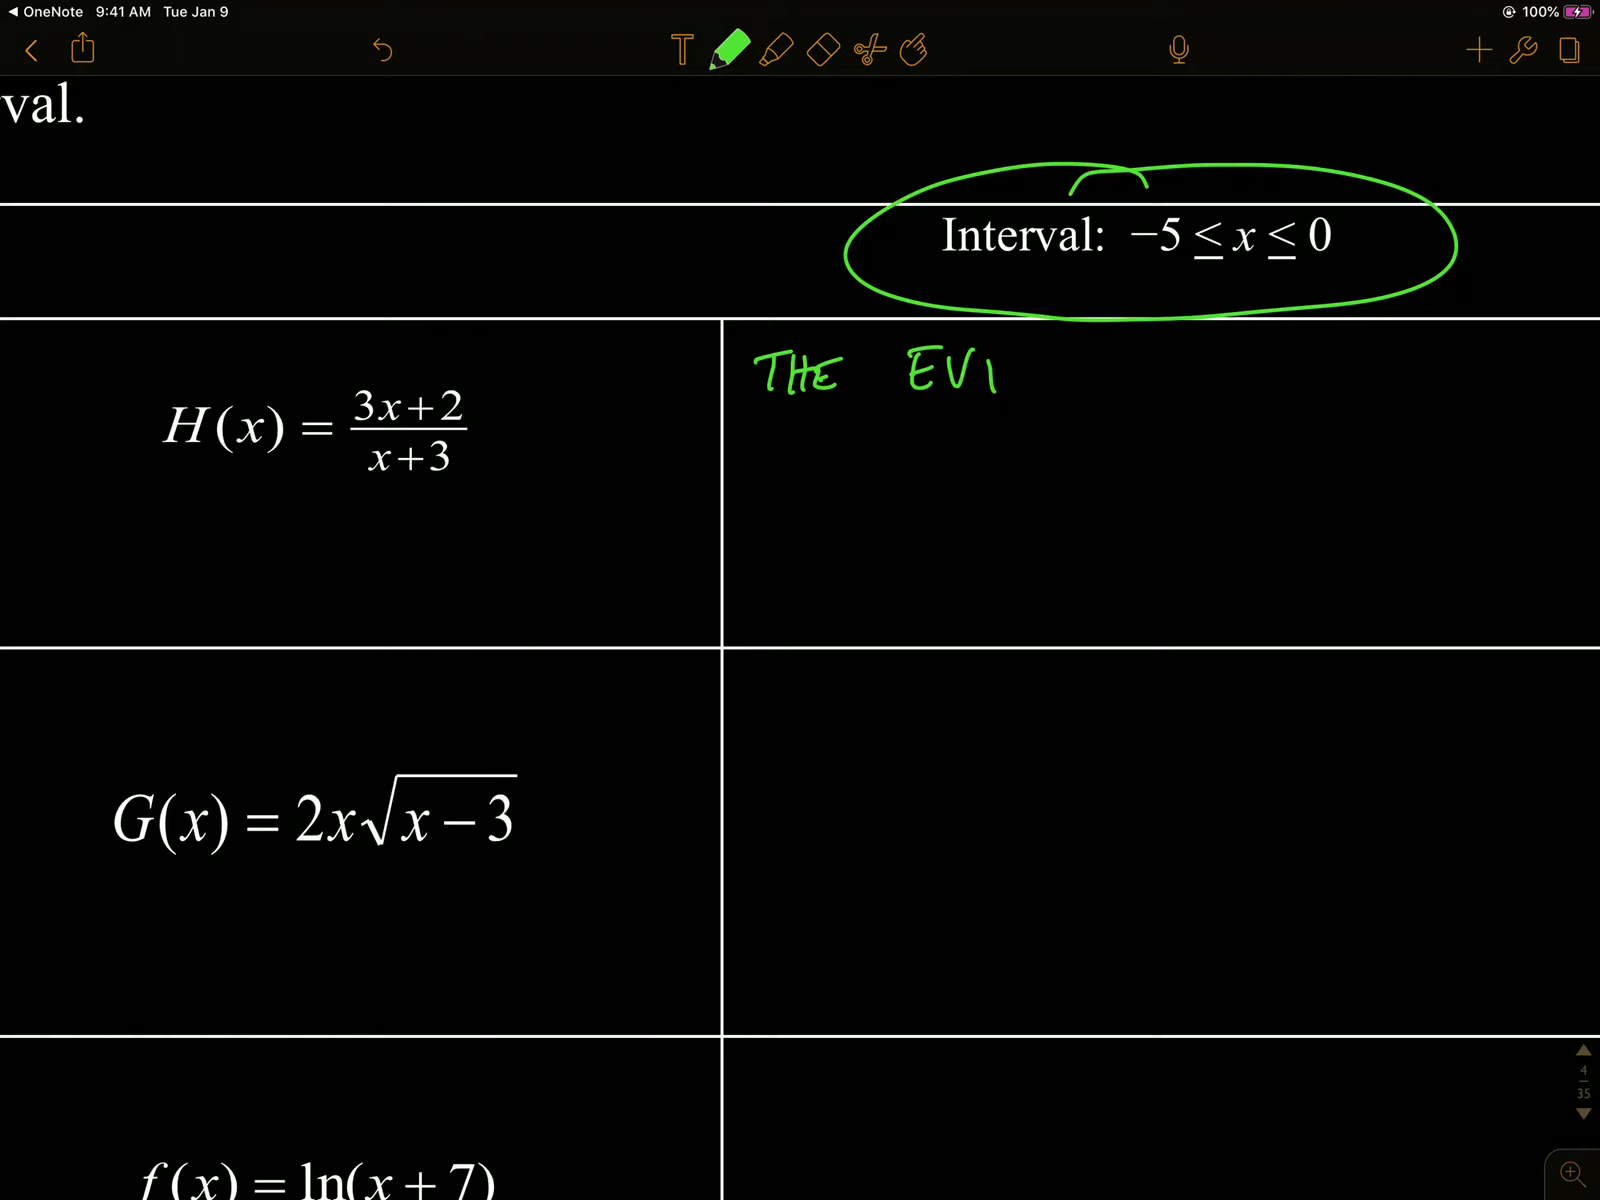 ◀ OneNote 9:41 AM Tue Jan 9 100%
val.
Interval: −5 ≤ x ≤ 0
H(x) = (3x+2)/(x+3)
THE EVI
G(x) = 2x√(x − 3)
4
35
f(x) = ln(x + 7)